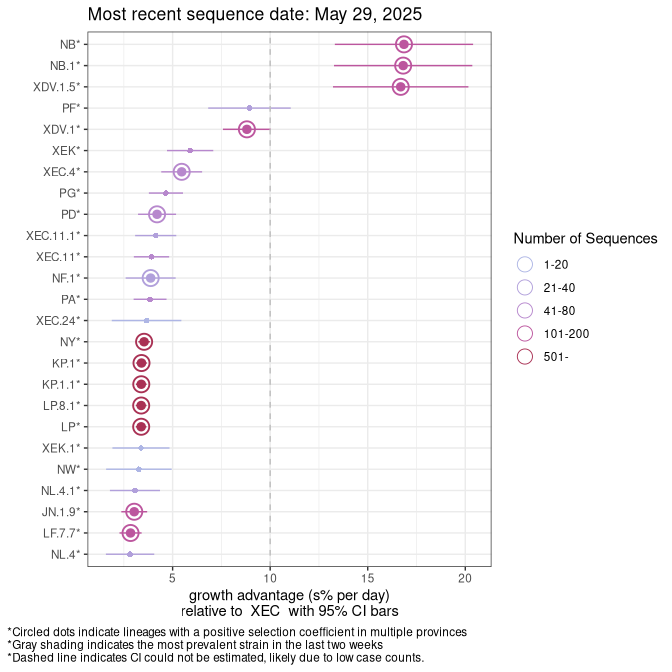 Most recent sequence date: May 29, 2025
NB*
NB.1*
XDV.1.5*
PF*
XDV.1*
XEK*
XEC.4*
PG*
PD*
XEC.11.1*
XEC.11*
NF.1*
PA*
XEC.24*
NY*
KP.1*
KP.1.1*
LP.8.1*
LP*
XEK.1*
NW*
NL.4.1*
JN.1.9*
LF.7.7*
NL.4*
5 10 15 20
growth advantage (s% per day)
relative to XEC with 95% CI bars
Number of Sequences
1-20
21-40
41-80
101-200
501-
*Circled dots indicate lineages with a positive selection coefficient in multiple provinces
*Gray shading indicates the most prevalent strain in the last two weeks
*Dashed line indicates CI could not be estimated, likely due to low case counts.